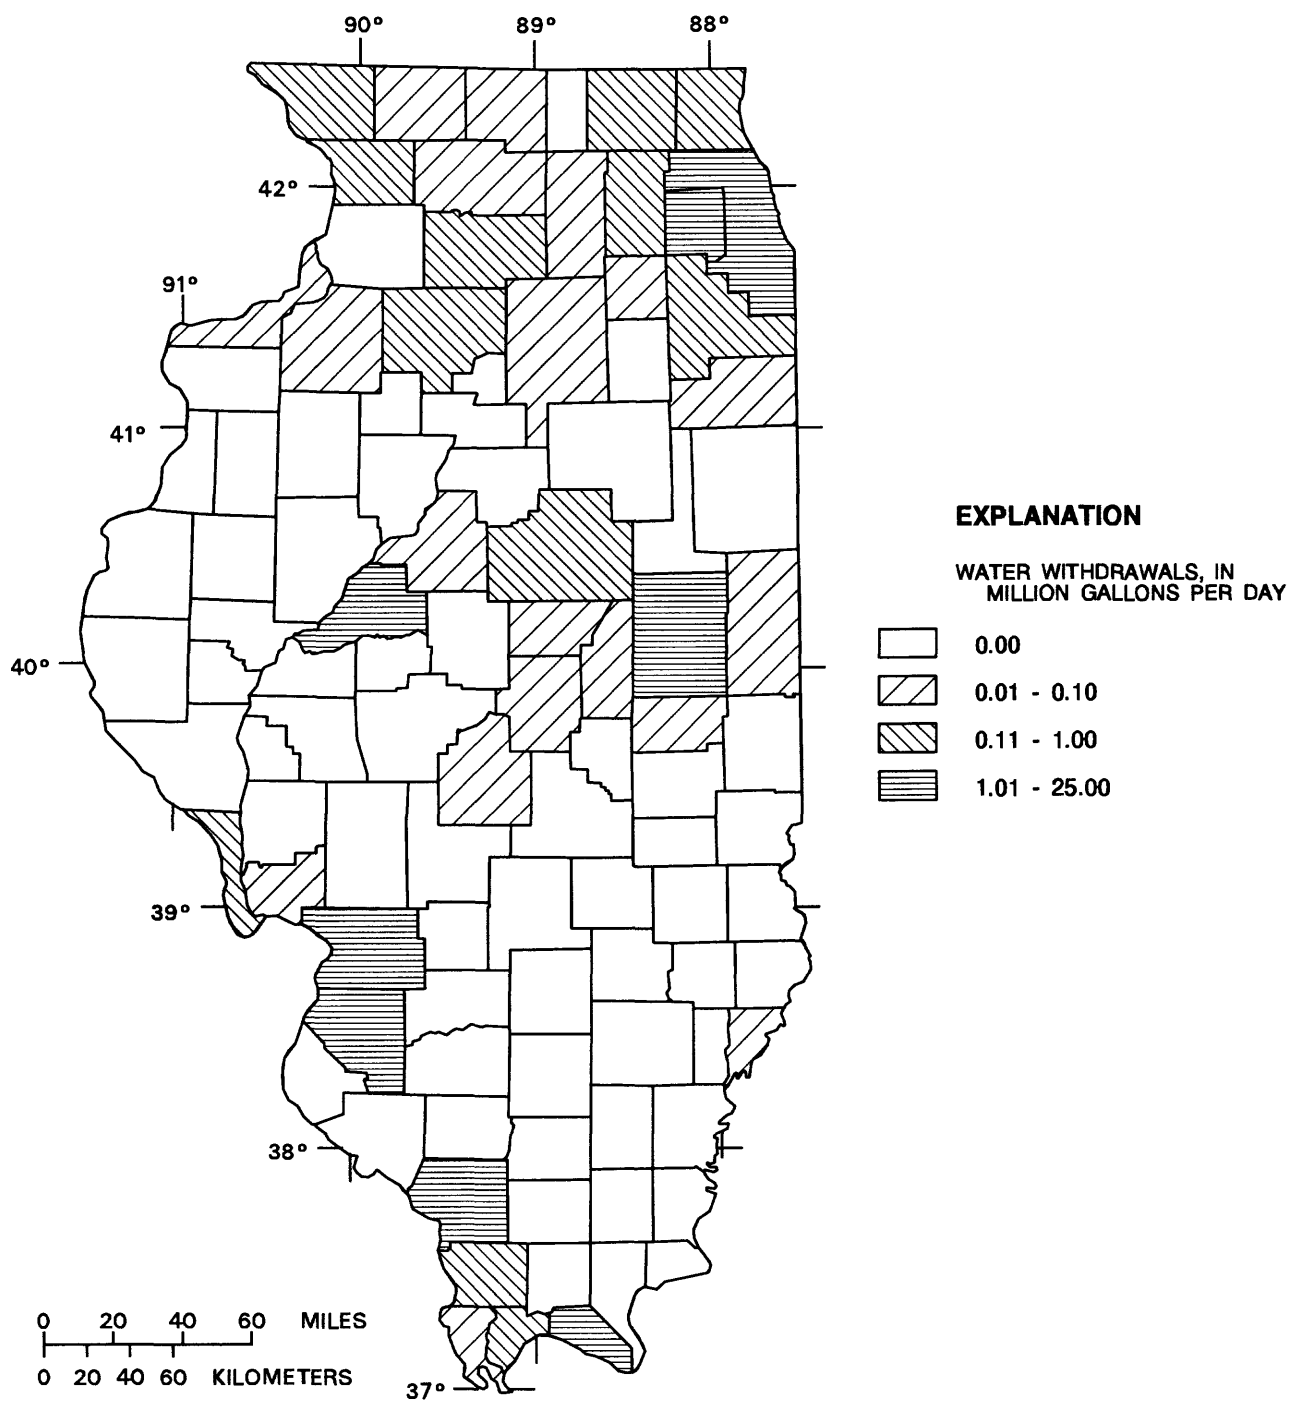 90° 89° 88°
42°
91°
41°
EXPLANATION
WATER WITHDRAWALS, IN
MILLION GALLONS PER DAY
0.00
40°
0.01 - 0.10
0.11 - 1.00
1.01 - 25.00
39°
38°
0 20 40 60 MILES
0 20 40 60 KILOMETERS
37°